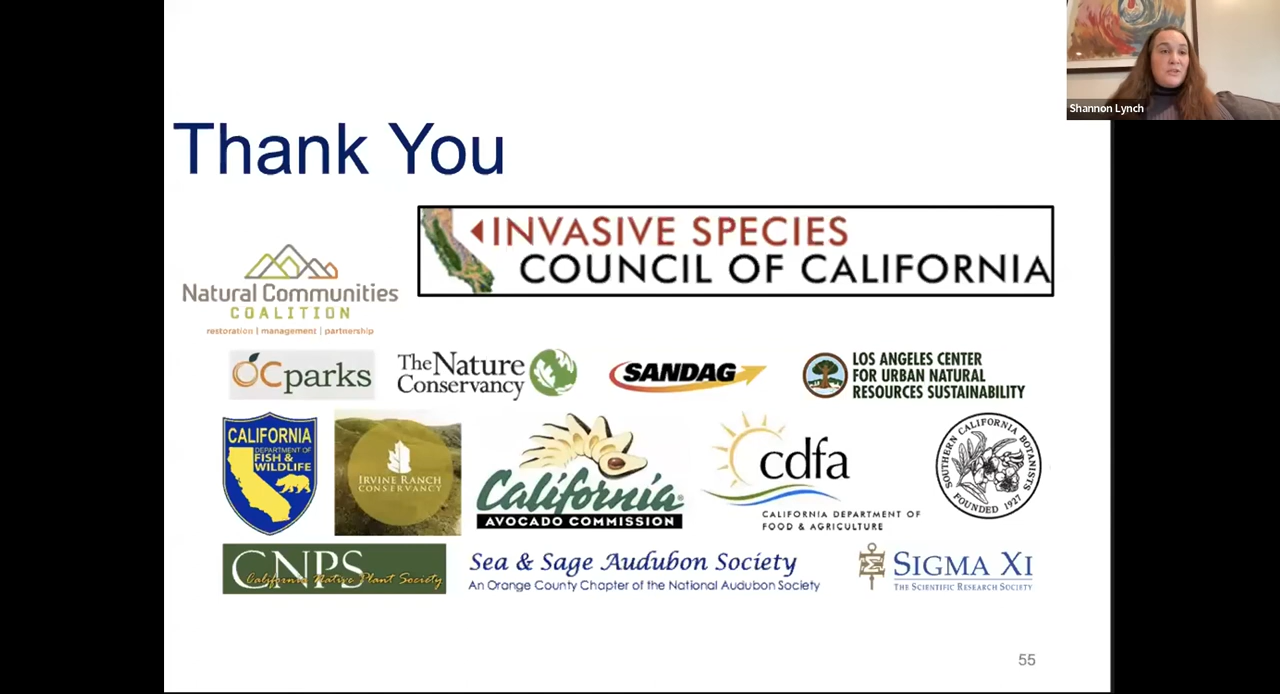 Shannon Lynch
Thank You
INVASIVE SPECIES
COUNCIL OF CALIFORNIA
Natural Communities
COALITION
restoration | management | partnership
OC parks
The Nature
Conservancy
SANDAG
LOS ANGELES CENTER
FOR URBAN NATURAL
RESOURCES SUSTAINABILITY
CALIFORNIA
DEPARTMENT OF
FISH &
WILDLIFE
IRVINE RANCH
CONSERVANCY
California®
AVOCADO COMMISSION
cdfa
CALIFORNIA DEPARTMENT OF
FOOD & AGRICULTURE
SOUTHERN CALIFORNIA BOTANISTS
FOUNDED 1927
CNPS
California Native Plant Society
Sea & Sage Audubon Society
An Orange County Chapter of the National Audubon Society
SIGMA XI
THE SCIENTIFIC RESEARCH SOCIETY
55